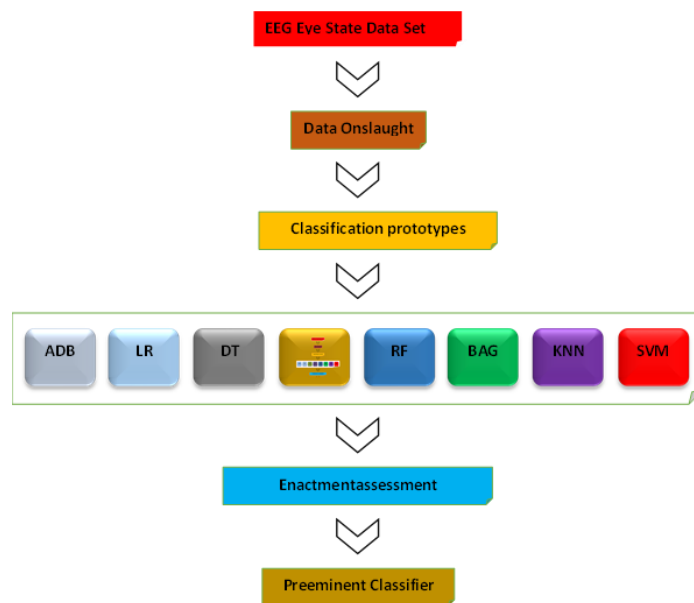 EEG Eye State Data Set
Data Onslaught
Classification prototypes
ADB LR DT RF BAG KNN SVM
Enactmentassessment
Preeminent Classifier